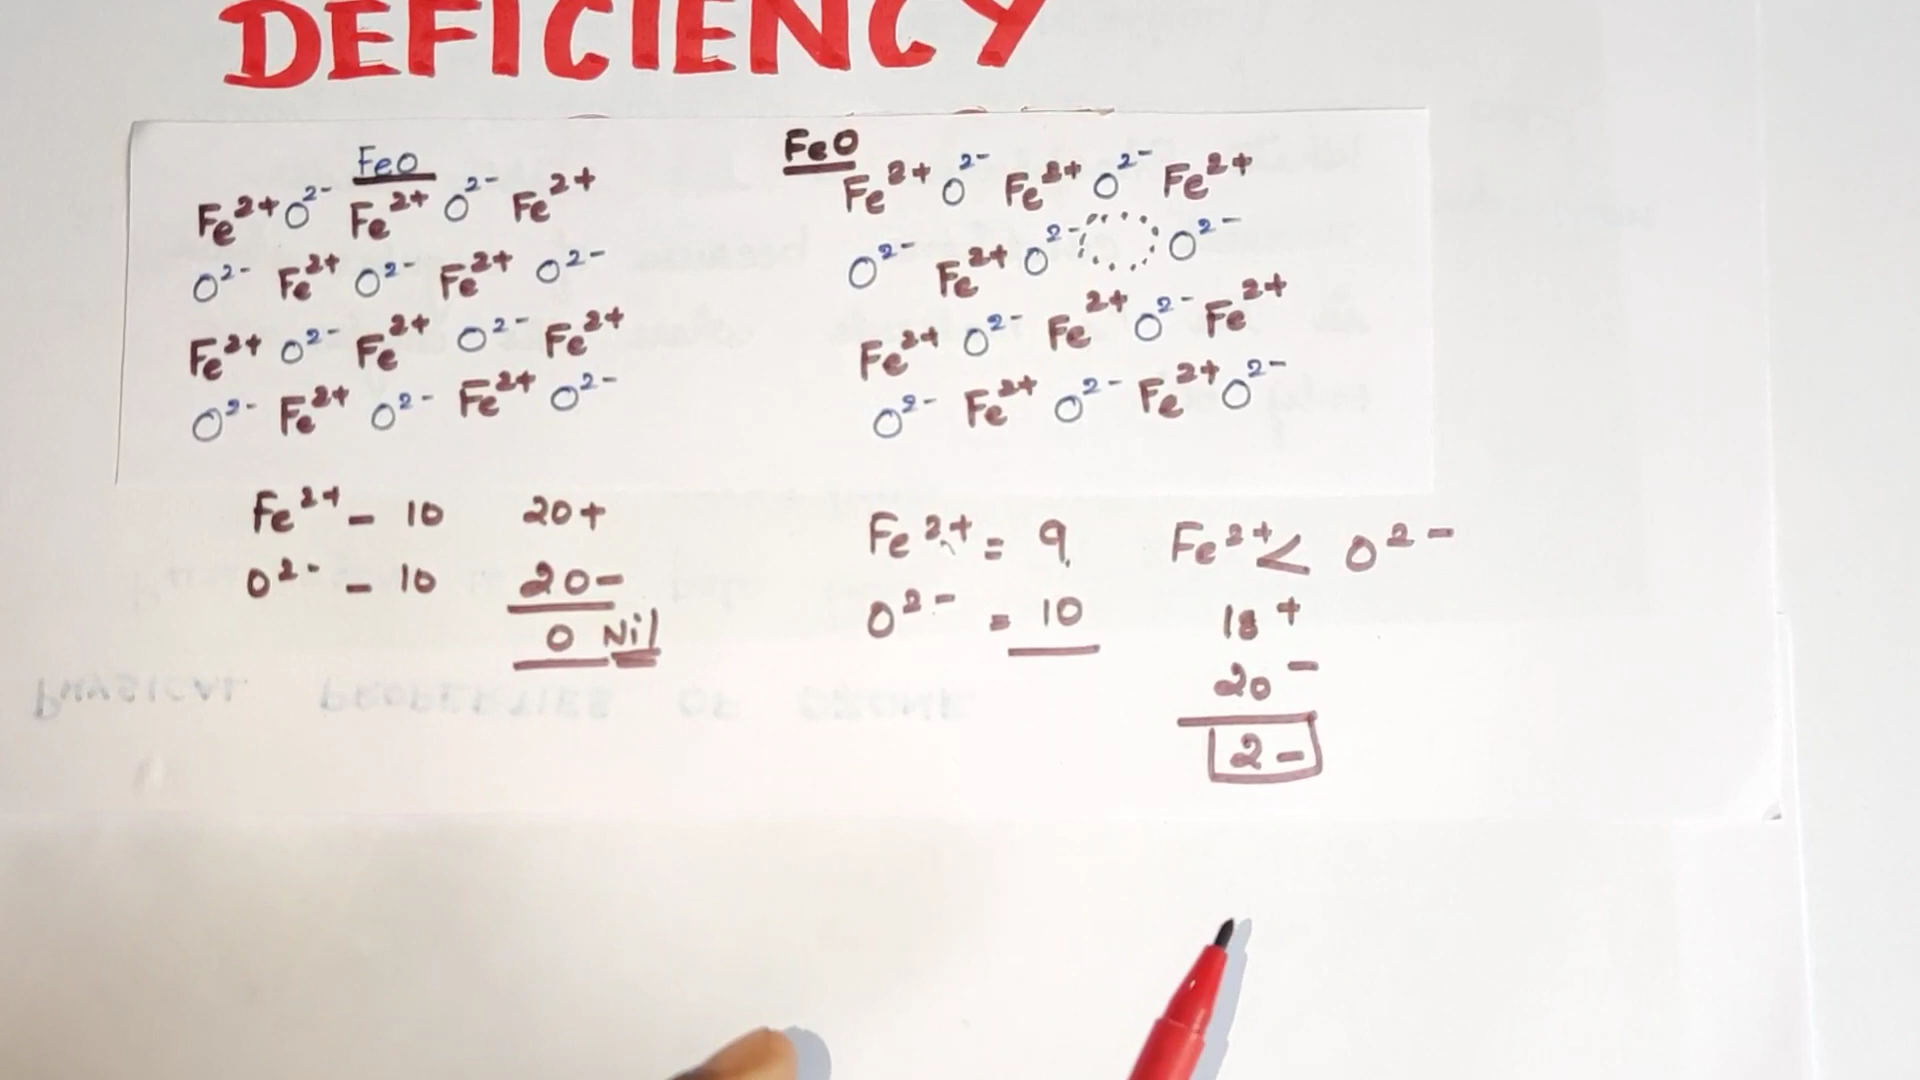 DEFICIENCY
FeO
Fe²⁺ O²⁻ Fe²⁺ O²⁻ Fe²⁺
O²⁻ Fe²⁺ O²⁻ Fe²⁺ O²⁻
Fe²⁺ O²⁻ Fe²⁺ O²⁻ Fe²⁺
O²⁻ Fe²⁺ O²⁻ Fe²⁺ O²⁻
Fe²⁺ - 10 20+
O²⁻ - 10 20-
0 Nil
FeO
Fe²⁺ O²⁻ Fe²⁺ O²⁻ Fe²⁺
O²⁻ Fe²⁺ O²⁻ O²⁻
Fe²⁺ O²⁻ Fe²⁺ O²⁻ Fe²⁺
O²⁻ Fe²⁺ O²⁻ Fe²⁺ O²⁻
Fe²⁺ = 9 Fe²⁺ < O²⁻
O²⁻ = 10 18⁺
20⁻
2-
PHYSICAL PROPERTIES OF